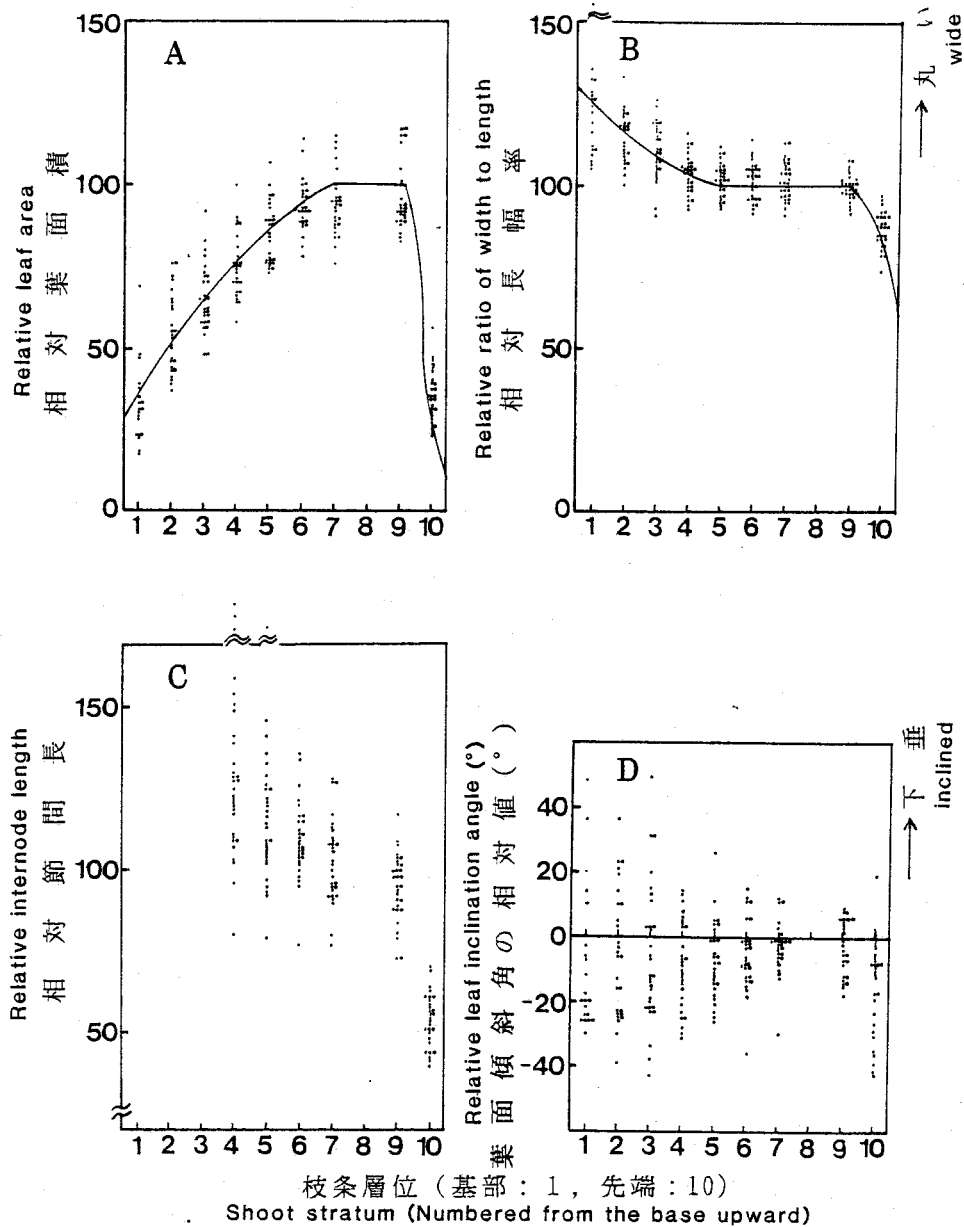 A
Relative leaf area
相対葉面積
150
100
50
0
1 2 3 4 5 6 7 9 10
B
Relative ratio of width to length
相対長幅率
150
100
50
0
1 2 3 4 5 6 7 9 10
→ 丸い
wide
C
Relative internode length
相対節間長
150
100
50
1 2 3 4 5 6 7 9 10
D
Relative leaf inclination angle (°)
葉面傾斜角の相対値(°)
40
20
0
-20
-40
1 2 3 4 5 6 7 9 10
→ 下垂
inclined
枝条層位(基部:1,先端:10)
Shoot stratum (Numbered from the base upward)